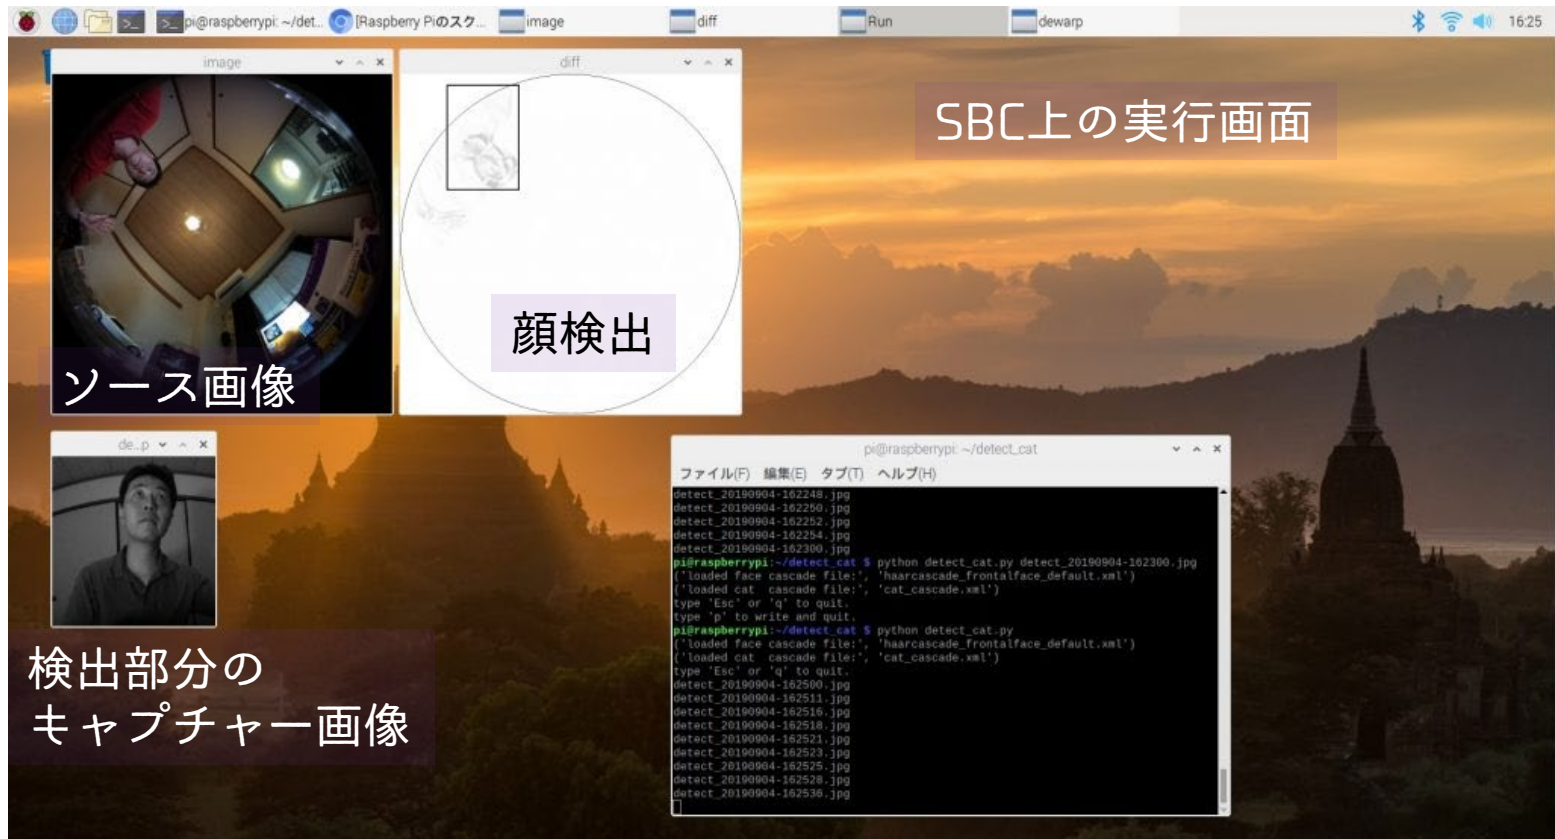 pi@raspberrypi: ~/det...
[Raspberry Piのスク...
image
diff
Run
dewarp
16:25
image
diff
SBC上の実行画面
顔検出
ソース画像
de...p
検出部分の
キャプチャー画像
pi@raspberrypi: ~/detect_cat
ファイル(F) 編集(E) タブ(T) ヘルプ(H)
detect_20190904-162248.jpg
detect_20190904-162250.jpg
detect_20190904-162252.jpg
detect_20190904-162254.jpg
detect_20190904-162300.jpg
pi@raspberrypi:~/detect_cat $ python detect_cat.py detect_20190904-162300.jpg
('loaded face cascade file:', 'haarcascade_frontalface_default.xml')
('loaded cat  cascade file:', 'cat_cascade.xml')
type 'Esc' or 'q' to quit.
type 'p' to write and quit.
pi@raspberrypi:~/detect_cat $ python detect_cat.py
('loaded face cascade file:', 'haarcascade_frontalface_default.xml')
('loaded cat  cascade file:', 'cat_cascade.xml')
type 'Esc' or 'q' to quit.
detect_20190904-162500.jpg
detect_20190904-162511.jpg
detect_20190904-162516.jpg
detect_20190904-162518.jpg
detect_20190904-162521.jpg
detect_20190904-162523.jpg
detect_20190904-162525.jpg
detect_20190904-162528.jpg
detect_20190904-162536.jpg